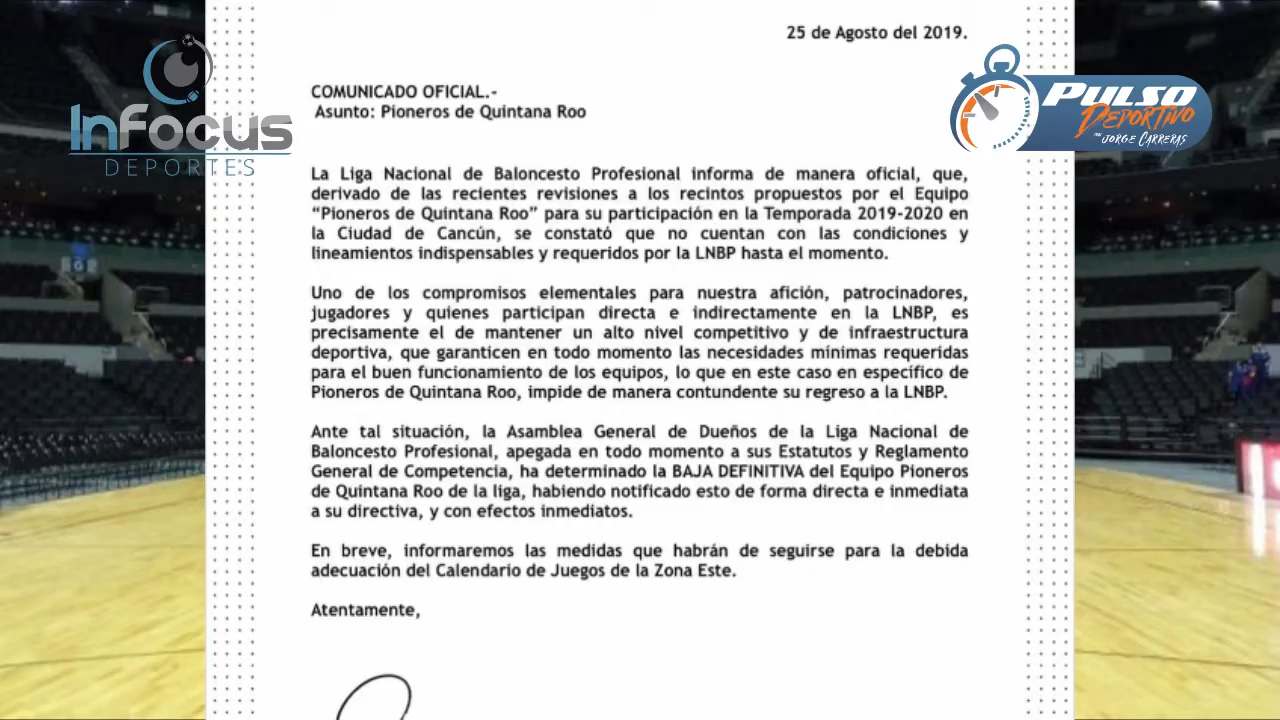 25 de Agosto del 2019.
COMUNICADO OFICIAL.-
Asunto: Pioneros de Quintana Roo
InFocus
DEPORTES
PULSO
DEPORTIVO
CON JORGE CARRERAS
La Liga Nacional de Baloncesto Profesional informa de manera oficial, que,
derivado de las recientes revisiones a los recintos propuestos por el Equipo
“Pioneros de Quintana Roo” para su participación en la Temporada 2019-2020 en
la Ciudad de Cancún, se constató que no cuentan con las condiciones y
lineamientos indispensables y requeridos por la LNBP hasta el momento.
Uno de los compromisos elementales para nuestra afición, patrocinadores,
jugadores y quienes participan directa e indirectamente en la LNBP, es
precisamente el de mantener un alto nivel competitivo y de infraestructura
deportiva, que garanticen en todo momento las necesidades mínimas requeridas
para el buen funcionamiento de los equipos, lo que en este caso en específico de
Pioneros de Quintana Roo, impide de manera contundente su regreso a la LNBP.
Ante tal situación, la Asamblea General de Dueños de la Liga Nacional de
Baloncesto Profesional, apegada en todo momento a sus Estatutos y Reglamento
General de Competencia, ha determinado la BAJA DEFINITIVA del Equipo Pioneros
de Quintana Roo de la liga, habiendo notificado esto de forma directa e inmediata
a su directiva, y con efectos inmediatos.
En breve, informaremos las medidas que habrán de seguirse para la debida
adecuación del Calendario de Juegos de la Zona Este.
Atentamente,